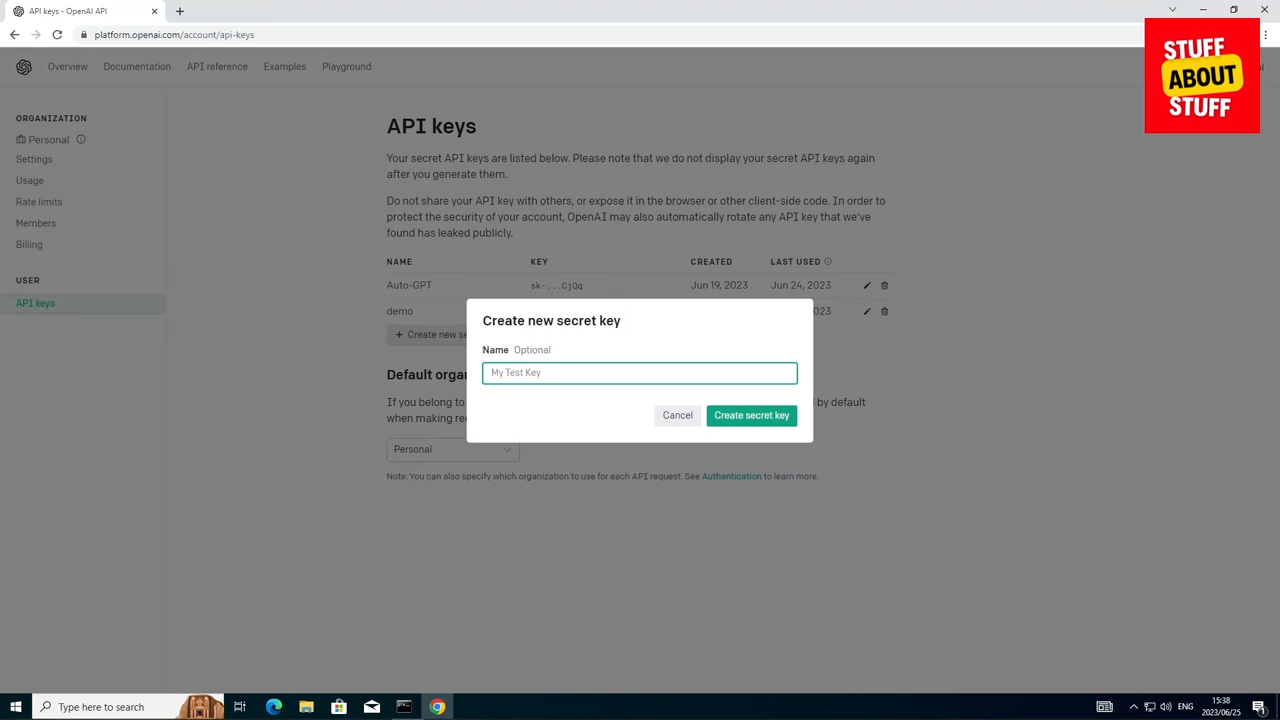 API keys - OpenAI API
platform.openai.com/account/api-keys
STUFF
ABOUT
STUFF
Overview
Documentation
API reference
Examples
Playground
ORGANIZATION
Personal
Settings
Usage
Rate limits
Members
Billing
USER
API keys
API keys
Your secret API keys are listed below. Please note that we do not display your secret API keys again
after you generate them.
Do not share your API key with others, or expose it in the browser or other client-side code. In order to
protect the security of your account, OpenAI may also automatically rotate any API key that we've
found has leaked publicly.
NAME KEY CREATED LAST USED
Auto-GPT sk-...CjQq Jun 19, 2023 Jun 24, 2023
demo 023
+ Create new se
Default orga
If you belong to d by default
when making re
Create new secret key
Name Optional
My Test Key
Cancel Create secret key
Personal
Note: You can also specify which organization to use for each API request. See Authentication to learn more.
Type here to search
ENG
15:38
2023/06/25
1